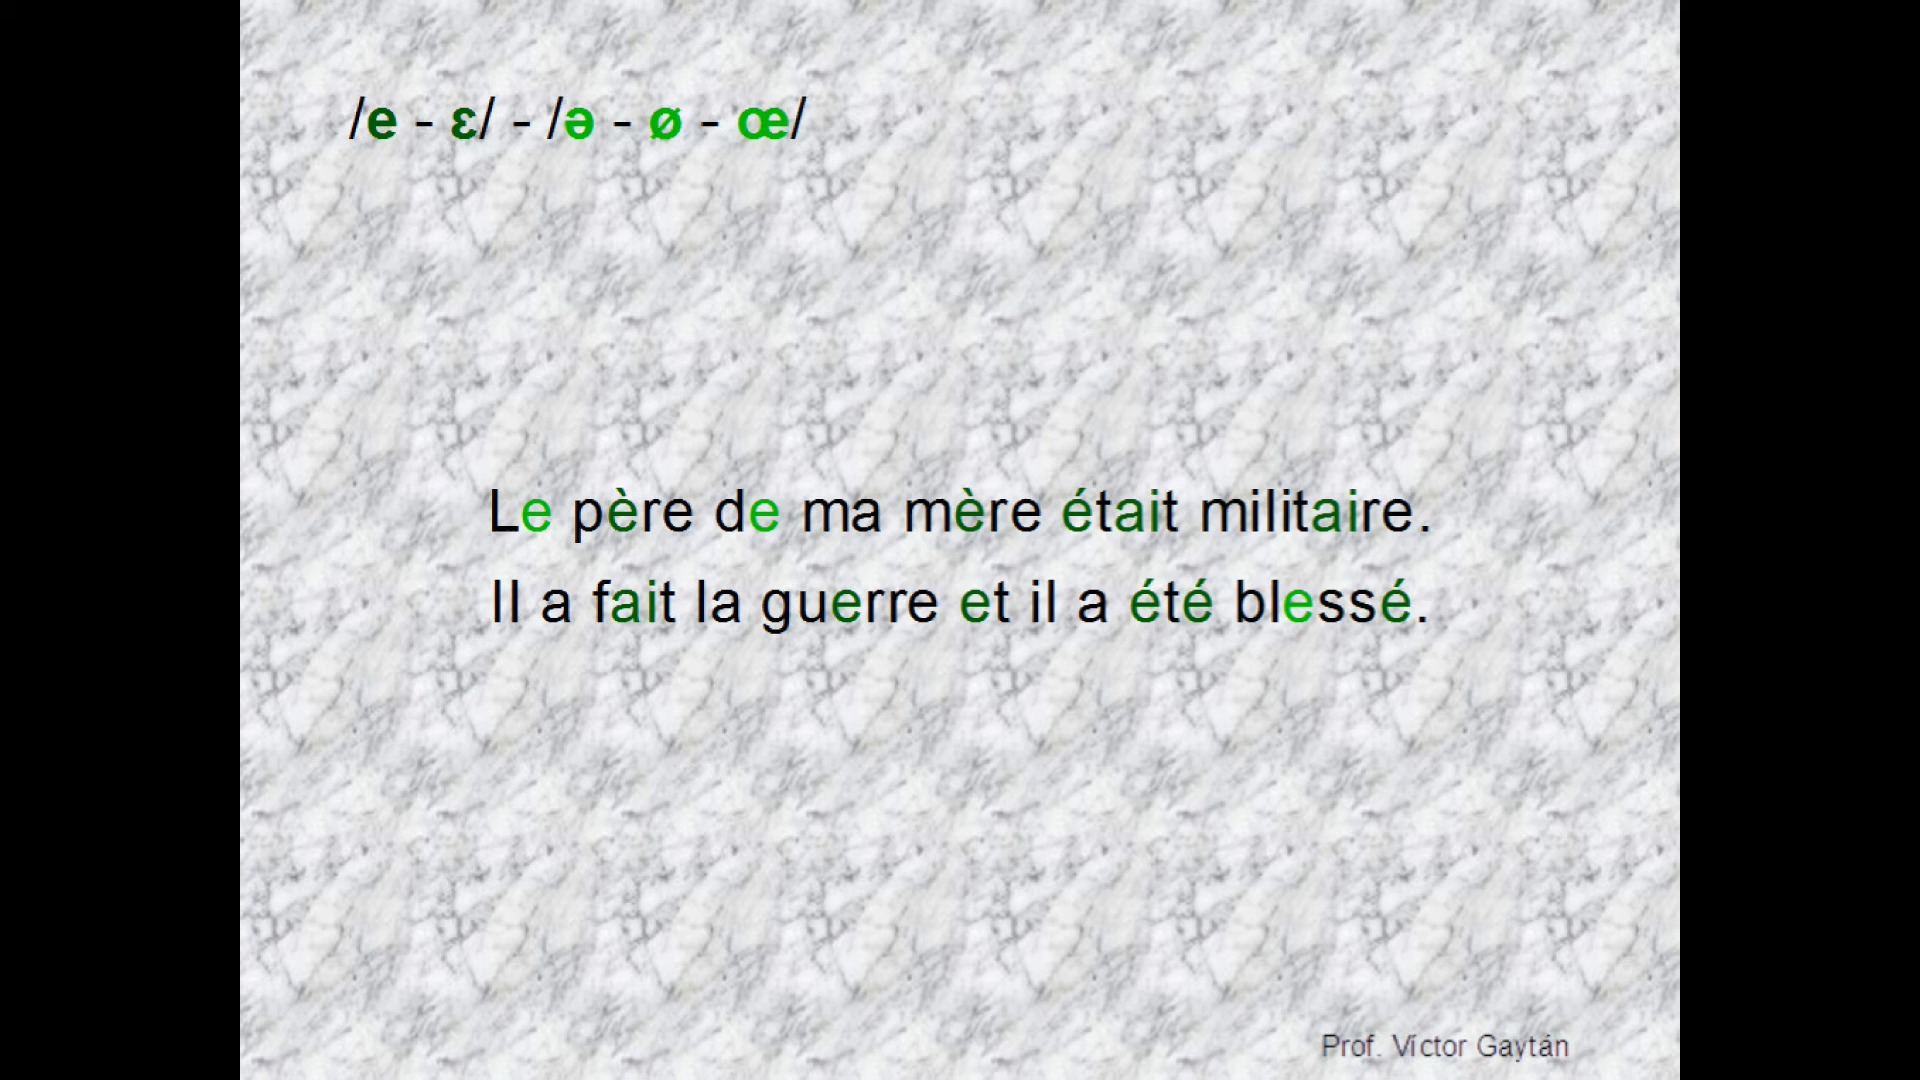 /e - ɛ/ - /ə - ø - œ/
Le père de ma mère était militaire.
Il a fait la guerre et il a été blessé.
Prof. Víctor Gaytán